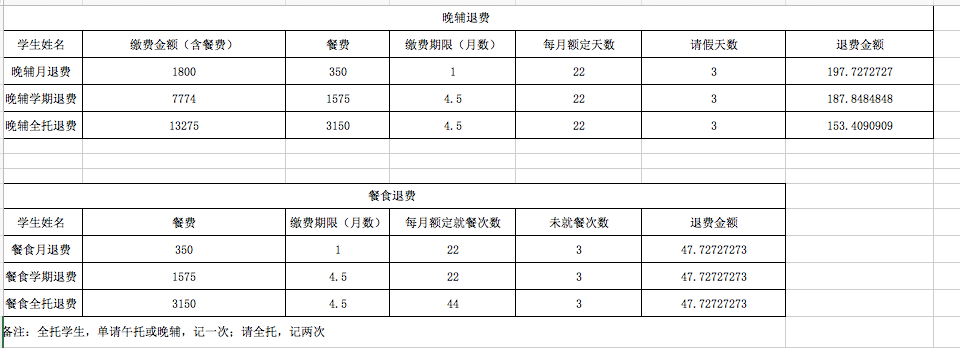 晚辅退费
学生姓名 缴费金额（含餐费） 餐费 缴费期限（月数） 每月额定天数 请假天数 退费金额
晚辅月退费 1800 350 1 22 3 197.7272727
晚辅学期退费 7774 1575 4.5 22 3 187.8484848
晚辅全托退费 13275 3150 4.5 22 3 153.4090909
餐食退费
学生姓名 餐费 缴费期限（月数） 每月额定就餐次数 未就餐次数 退费金额
餐食月退费 350 1 22 3 47.72727273
餐食学期退费 1575 4.5 22 3 47.72727273
餐食全托退费 3150 4.5 44 3 47.72727273
备注：全托学生，单请午托或晚辅，记一次；请全托，记两次